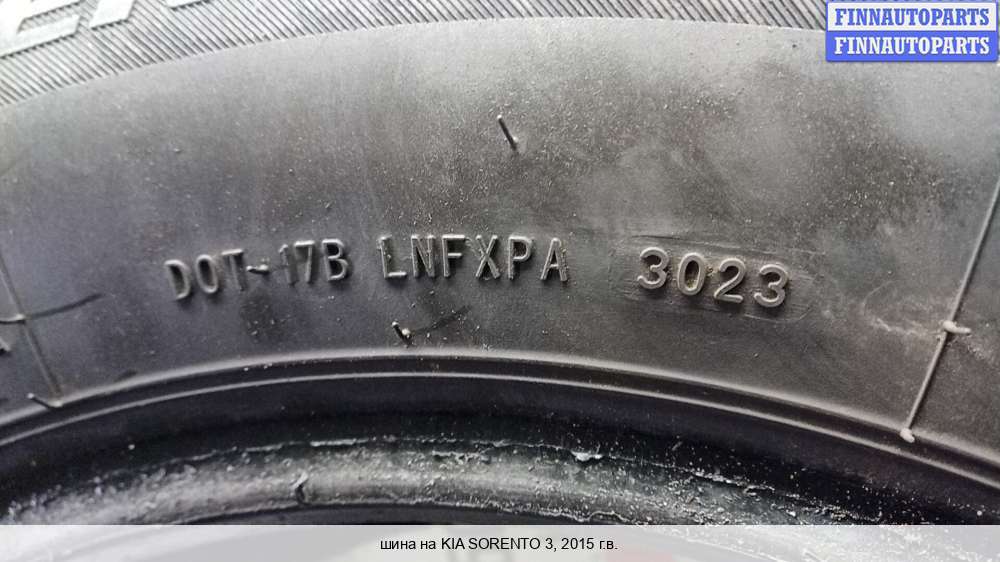 FINNAUTOPARTS
FINNAUTOPARTS
DOT-17B LNFXPA 3023
шина на KIA SORENTO 3, 2015 г.в.